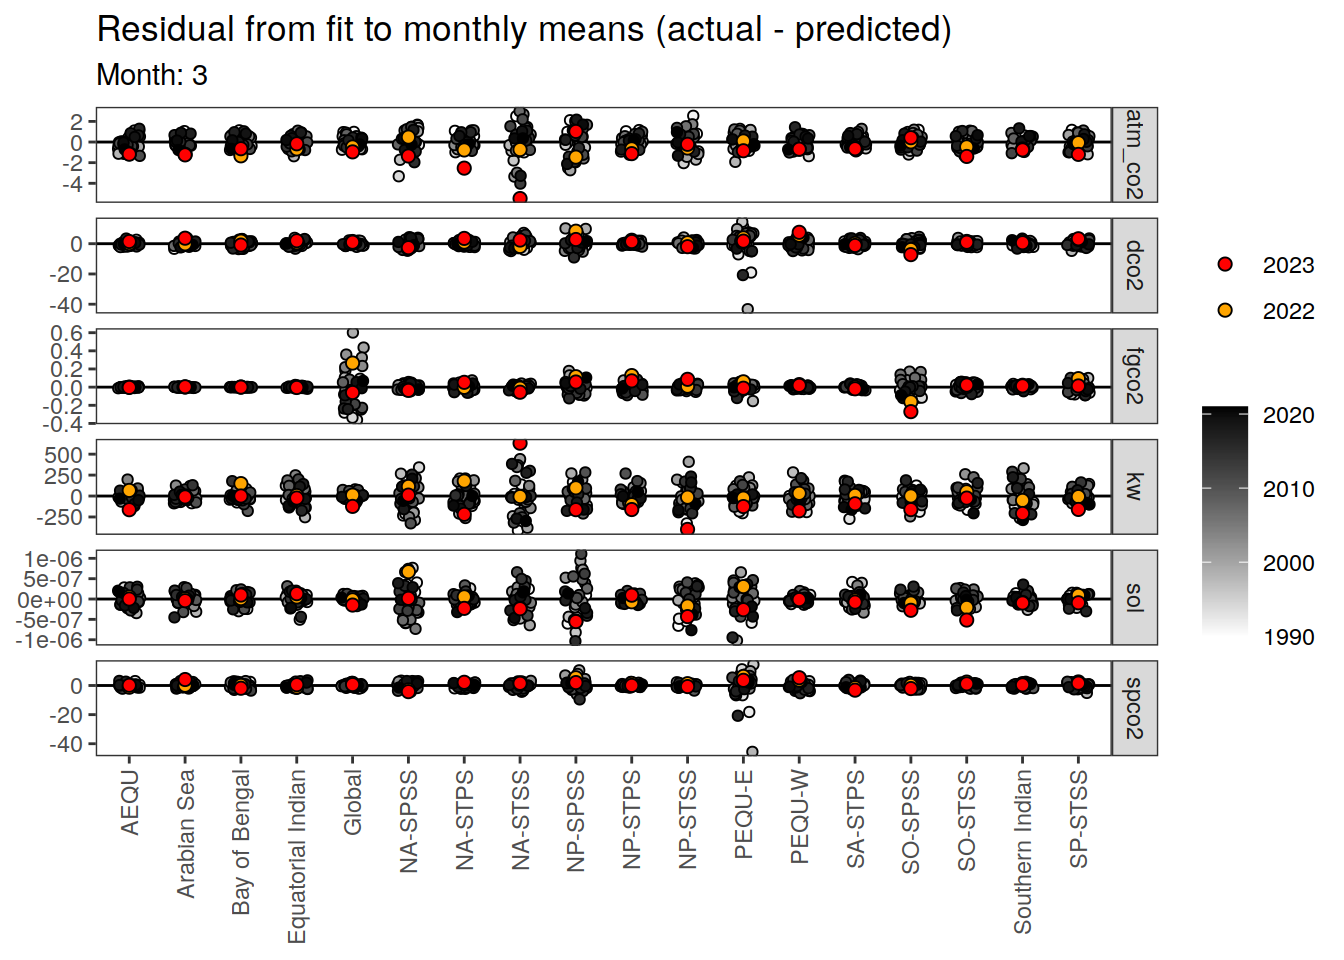 Residual from fit to monthly means (actual - predicted)
Month: 3
2
0
-2
-4
atm_co2
0
-20
-40
dco2
0.6
0.4
0.2
0.0
-0.2
-0.4
fgco2
500
250
0
-250
kw
1e-06
5e-07
0e+00
-5e-07
-1e-06
sol
0
-20
-40
spco2
AEQU
Arabian Sea
Bay of Bengal
Equatorial Indian
Global
NA-SPSS
NA-STPS
NA-STSS
NP-SPSS
NP-STPS
NP-STSS
PEQU-E
PEQU-W
SA-STPS
SO-SPSS
SO-STSS
Southern Indian
SP-STSS
2023
2022
2020
2010
2000
1990